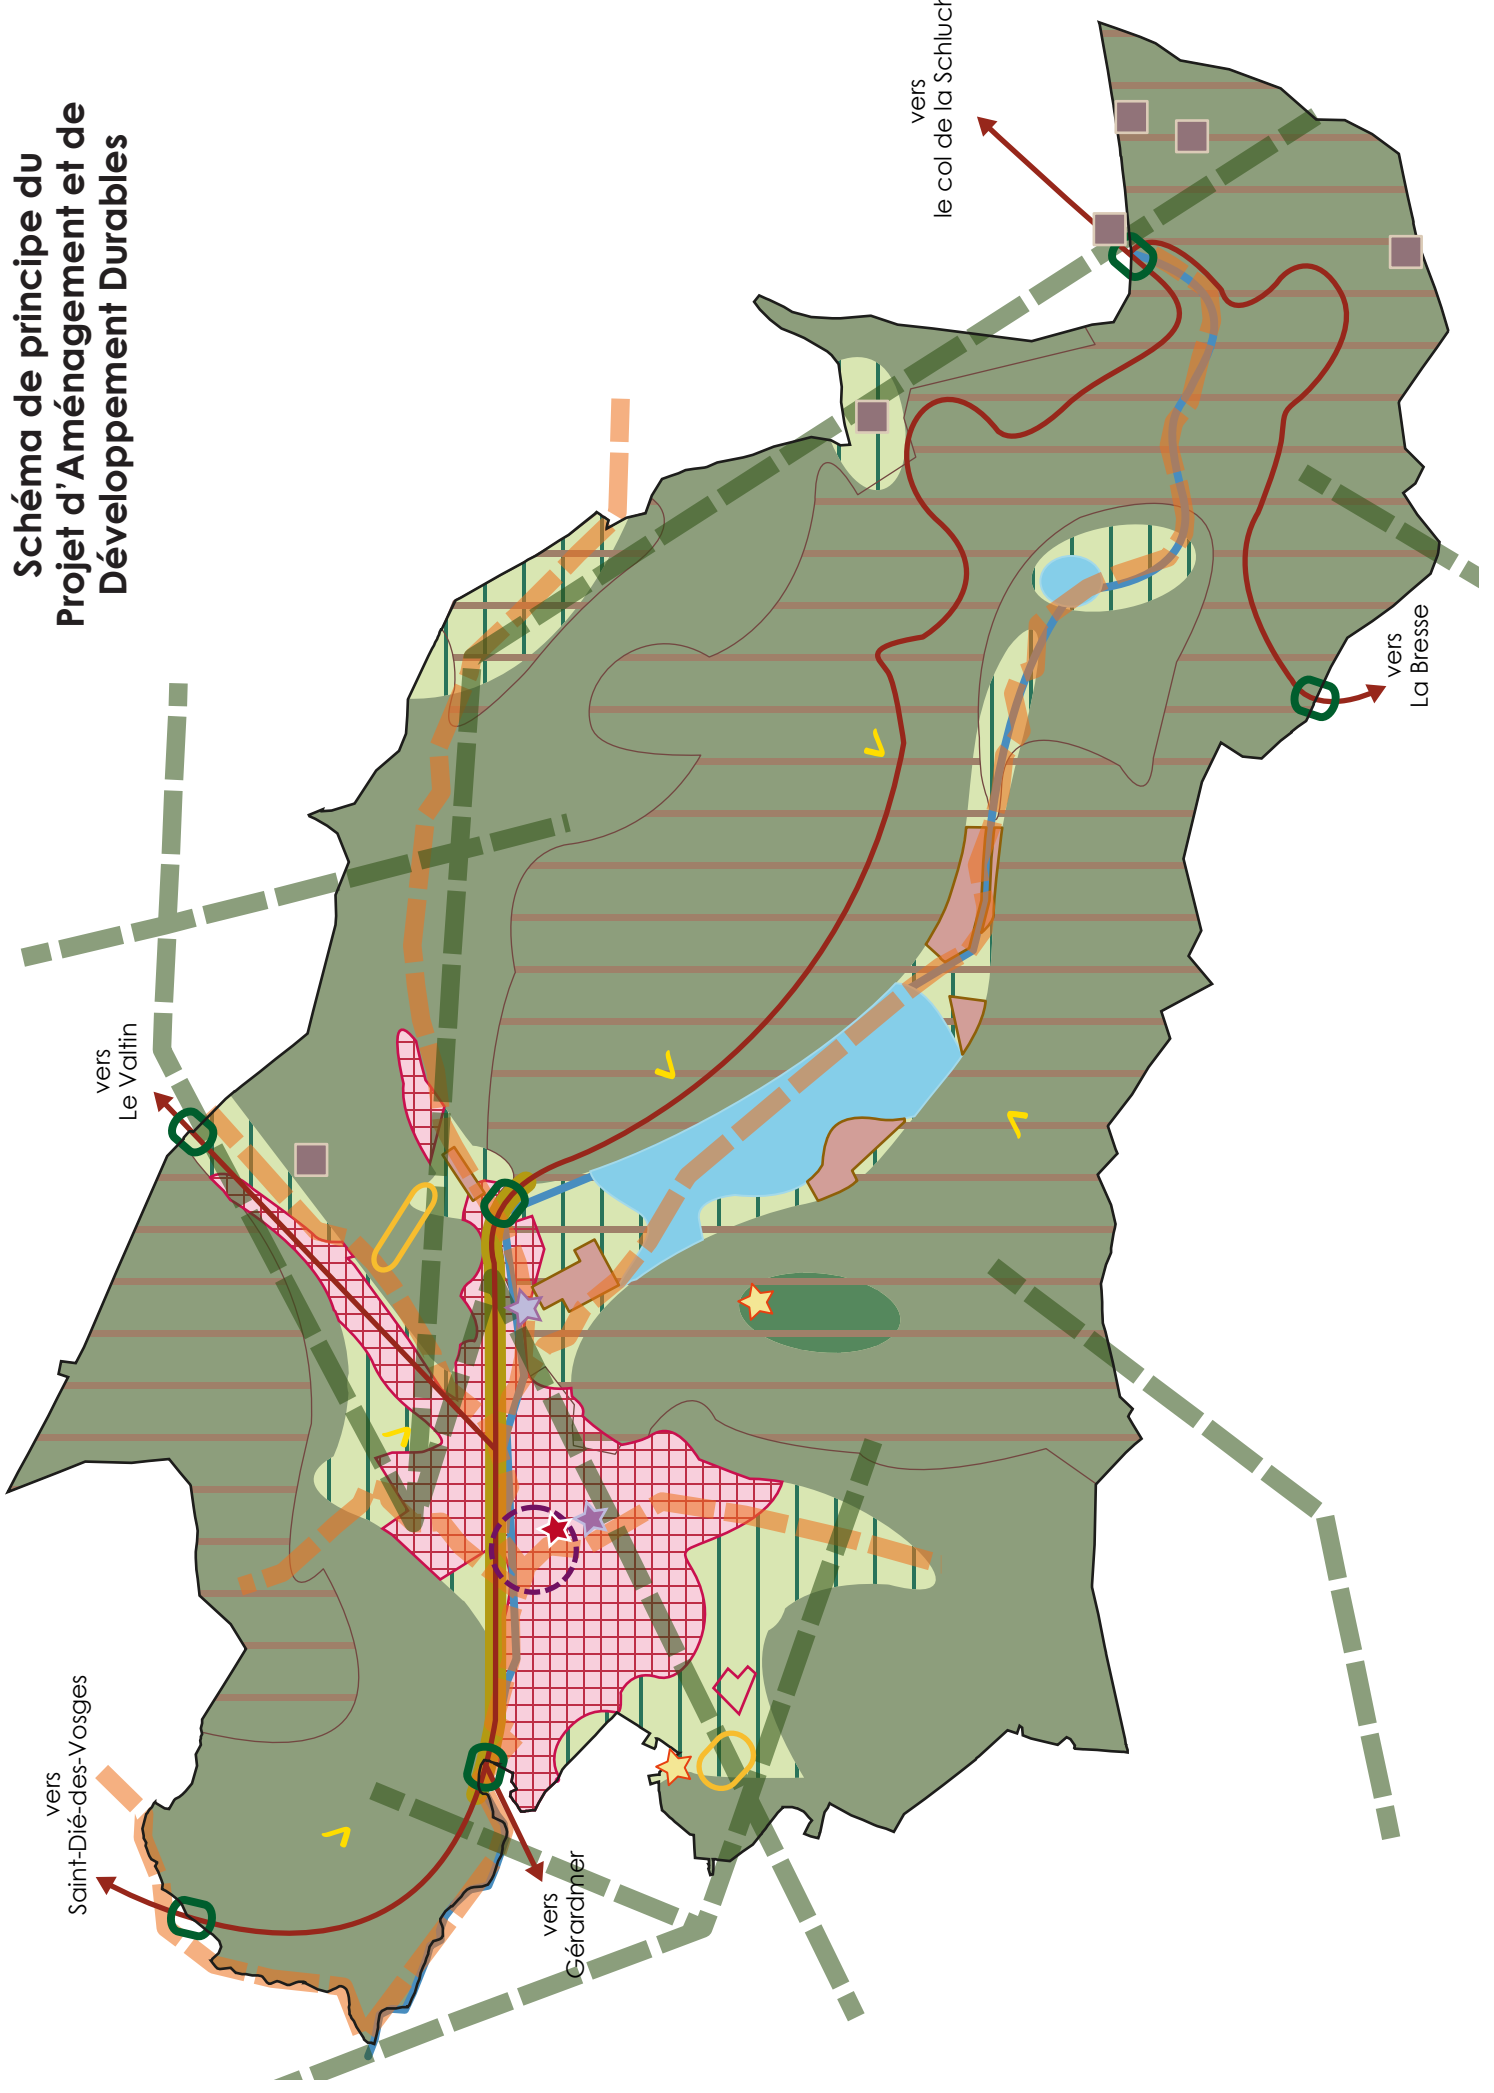 Schéma de principe du
Projet d'Aménagement et de
Développement Durables
vers
Saint-Dié-des-Vosges
vers
Le Valtin
vers
le col de la Schluch
vers
La Bresse
vers
Gérardmer